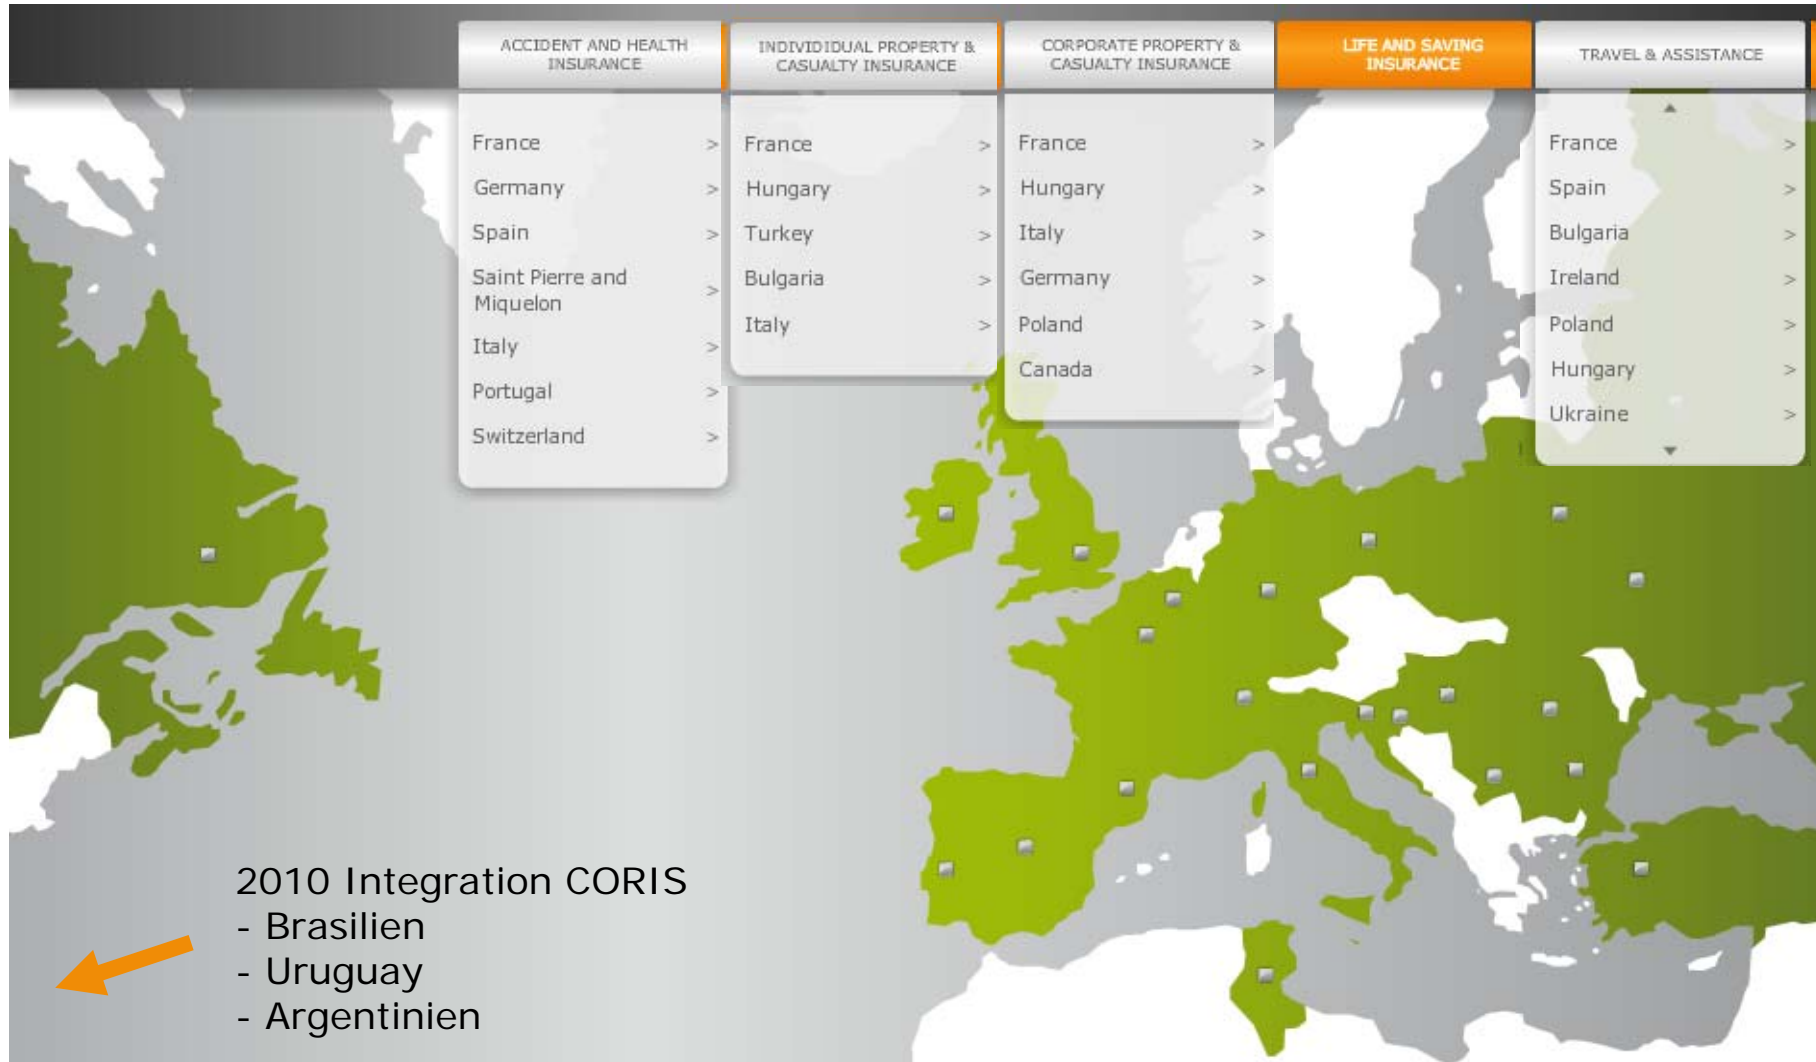 ACCIDENT AND HEALTH
INSURANCE
INDIVIDIDUAL PROPERTY &
CASUALTY INSURANCE
CORPORATE PROPERTY &
CASUALTY INSURANCE
LIFE AND SAVING
INSURANCE
TRAVEL & ASSISTANCE
France >
Germany >
Spain >
Saint Pierre and
Miquelon >
Italy >
Portugal >
Switzerland >
France >
Hungary >
Turkey >
Bulgaria >
Italy >
France >
Hungary >
Italy >
Germany >
Poland >
Canada >
France >
Spain >
Bulgaria >
Ireland >
Poland >
Hungary >
Ukraine >
2010 Integration CORIS
- Brasilien
- Uruguay
- Argentinien